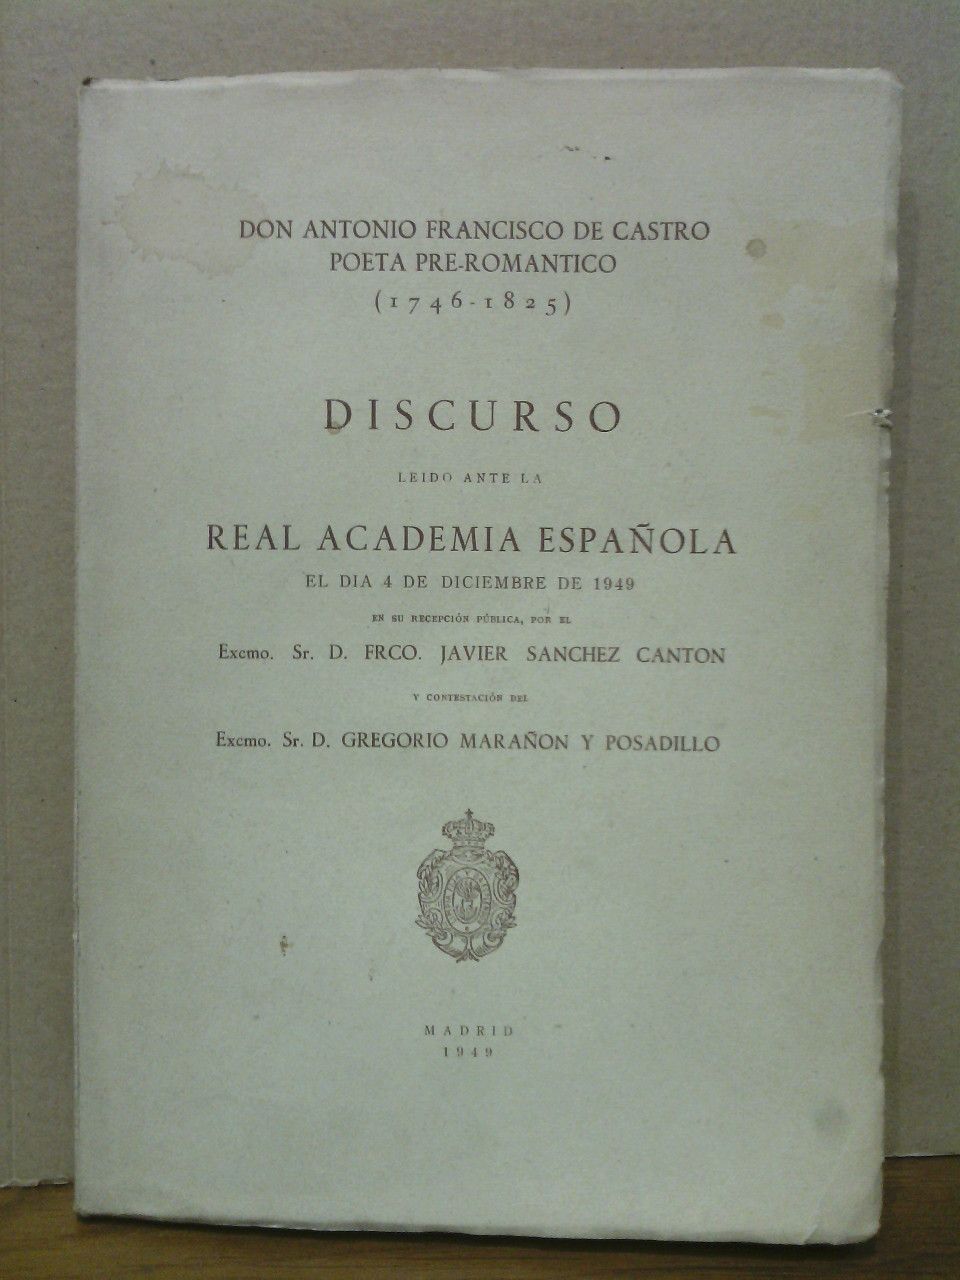 DON ANTONIO FRANCISCO DE CASTRO
POETA PRE-ROMANTICO
(1746-1825)
DISCURSO
LEIDO ANTE LA
REAL ACADEMIA ESPAÑOLA
EL DIA 4 DE DICIEMBRE DE 1949
EN SU RECEPCIÓN PÚBLICA, POR EL
Excmo. Sr. D. FRCO. JAVIER SANCHEZ CANTON
Y CONTESTACIÓN DEL
Excmo. Sr. D. GREGORIO MARAÑON Y POSADILLO
MADRID
1949